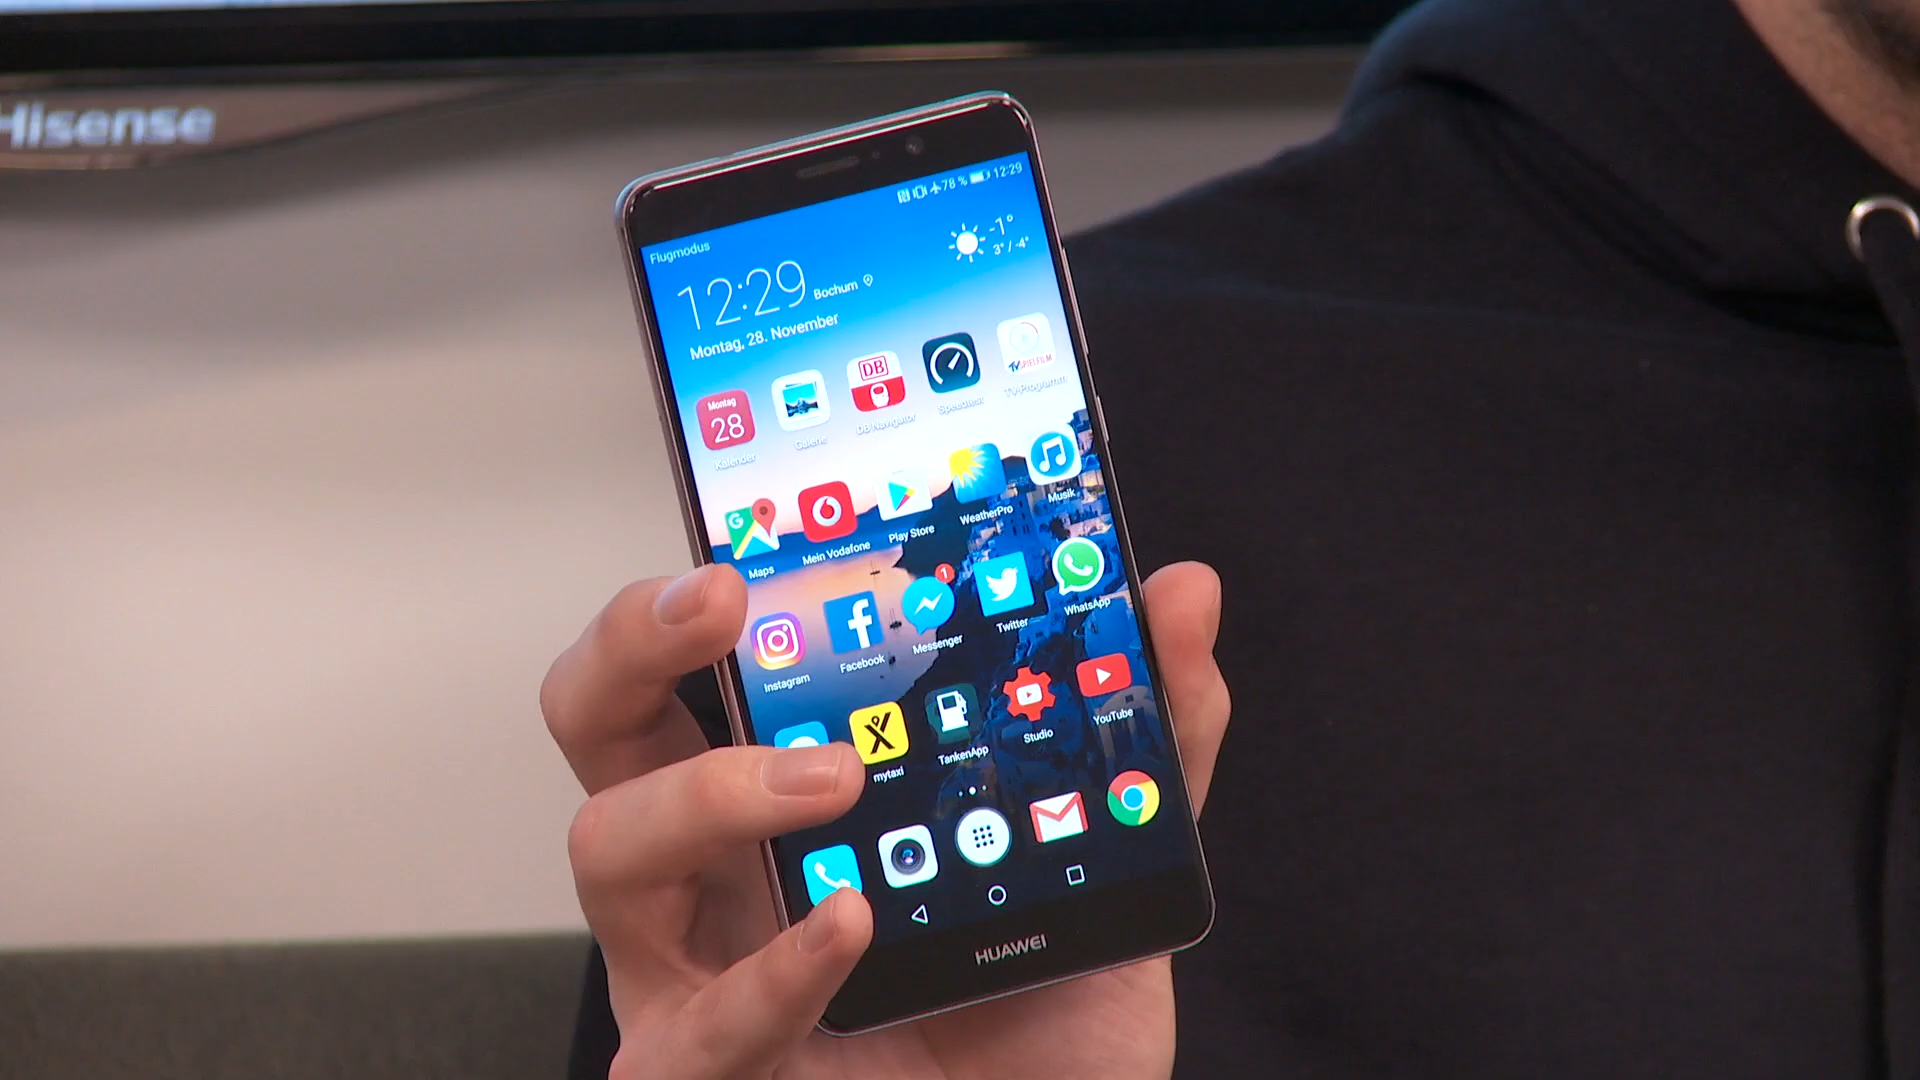 Hisense
78 % 12:29
Flugmodus
-1°
3° / -4°
12:29 Bochum
Montag, 28. November
Montag
28
DB
TV SPIELFILM
Kalender
Galerie
DB Navigator
Speedtest
TV-Programm
G
Maps
Mein Vodafone
Play Store
WeatherPro
Musik
1
Instagram
Facebook
Messenger
Twitter
WhatsApp
mytaxi
TankenApp
Studio
YouTube
HUAWEI